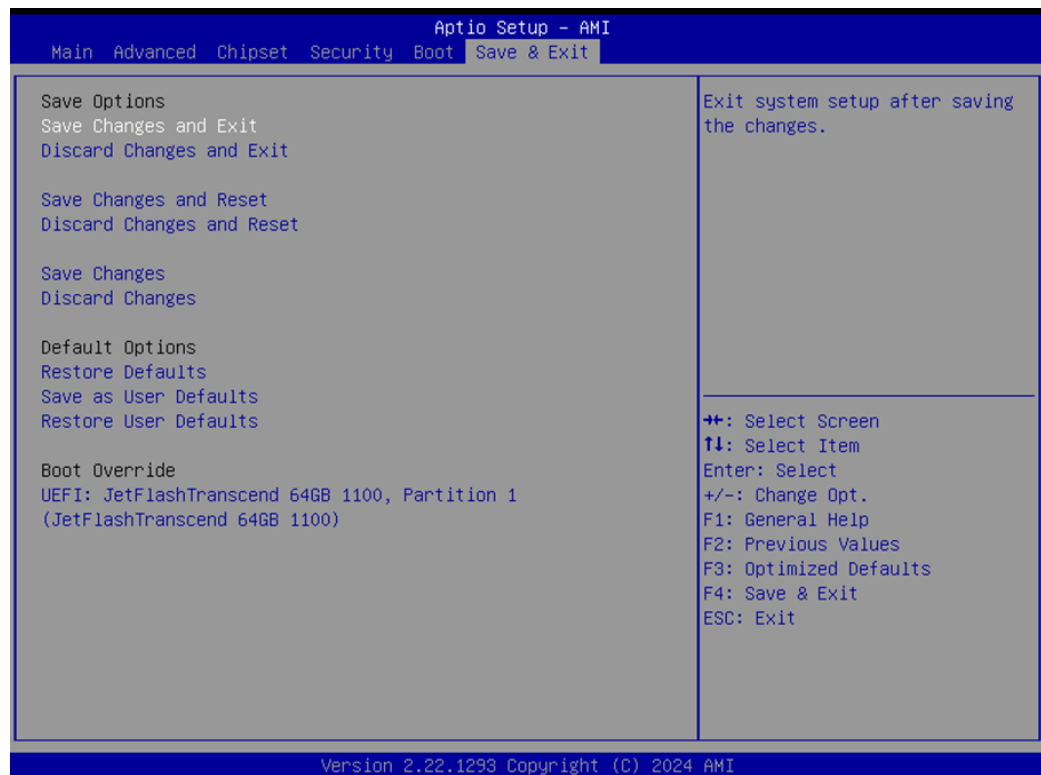 Aptio Setup – AMI
Main Advanced Chipset Security Boot Save & Exit
Save Options
Save Changes and Exit
Discard Changes and Exit
Save Changes and Reset
Discard Changes and Reset
Save Changes
Discard Changes
Default Options
Restore Defaults
Save as User Defaults
Restore User Defaults
Boot Override
UEFI: JetFlashTranscend 64GB 1100, Partition 1
(JetFlashTranscend 64GB 1100)
Exit system setup after saving
the changes.
→←: Select Screen
↑↓: Select Item
Enter: Select
+/-: Change Opt.
F1: General Help
F2: Previous Values
F3: Optimized Defaults
F4: Save & Exit
ESC: Exit
Version 2.22.1293 Copyright (C) 2024 AMI